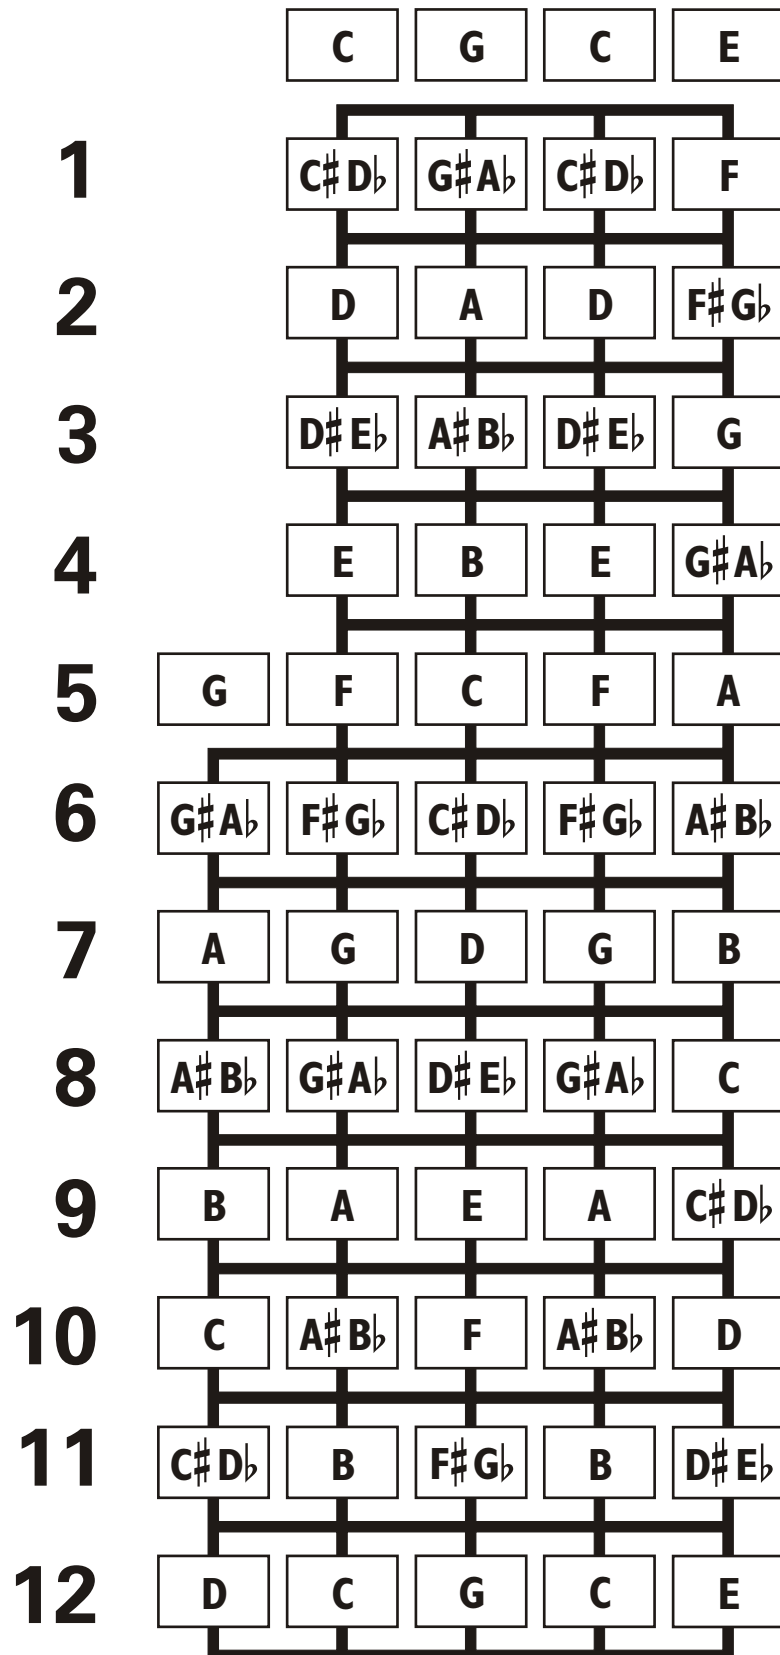 C G C E
1 C♯D♭ G♯A♭ C♯D♭ F
2 D A D F♯G♭
3 D♯E♭ A♯B♭ D♯E♭ G
4 E B E G♯A♭
5 G F C F A
6 G♯A♭ F♯G♭ C♯D♭ F♯G♭ A♯B♭
7 A G D G B
8 A♯B♭ G♯A♭ D♯E♭ G♯A♭ C
9 B A E A C♯D♭
10 C A♯B♭ F A♯B♭ D
11 C♯D♭ B F♯G♭ B D♯E♭
12 D C G C E